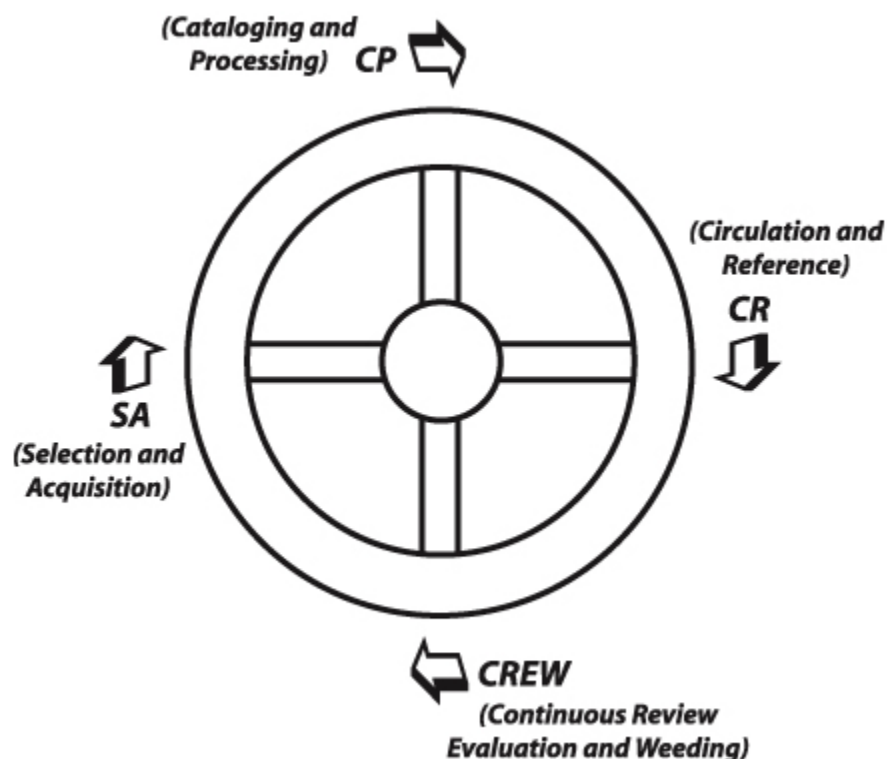 (Cataloging and
Processing) CP
(Circulation and
Reference)
CR
SA
(Selection and
Acquisition)
CREW
(Continuous Review
Evaluation and Weeding)